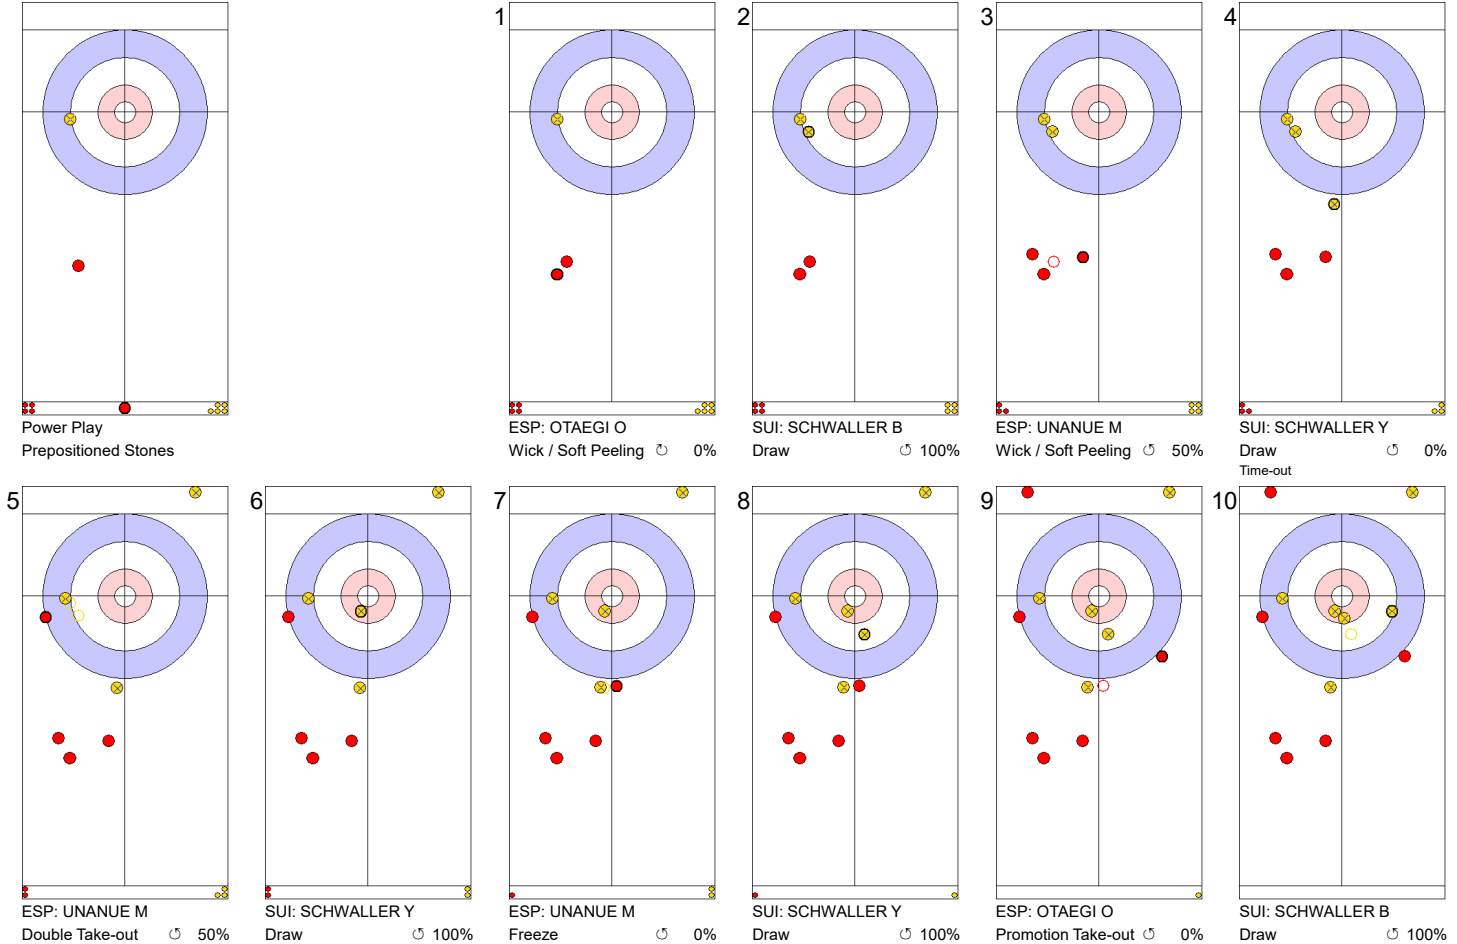 1
2
3
4
Power Play
Prepositioned Stones
ESP: OTAEGI O
Wick / Soft Peeling ↻ 0%
SUI: SCHWALLER B
Draw ↺ 100%
ESP: UNANUE M
Wick / Soft Peeling ↺ 50%
SUI: SCHWALLER Y
Draw ↺ 0%
Time-out
5
6
7
8
9
10
ESP: UNANUE M
Double Take-out ↺ 50%
SUI: SCHWALLER Y
Draw ↺ 100%
ESP: UNANUE M
Freeze ↺ 0%
SUI: SCHWALLER Y
Draw ↺ 100%
ESP: OTAEGI O
Promotion Take-out ↺ 0%
SUI: SCHWALLER B
Draw ↺ 100%